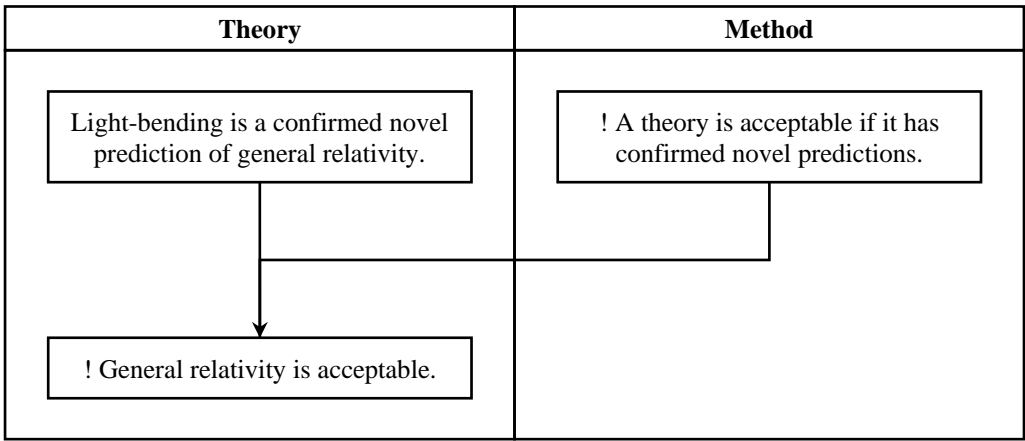 Theory
Method
Light-bending is a confirmed novel
prediction of general relativity.
! A theory is acceptable if it has
confirmed novel predictions.
! General relativity is acceptable.